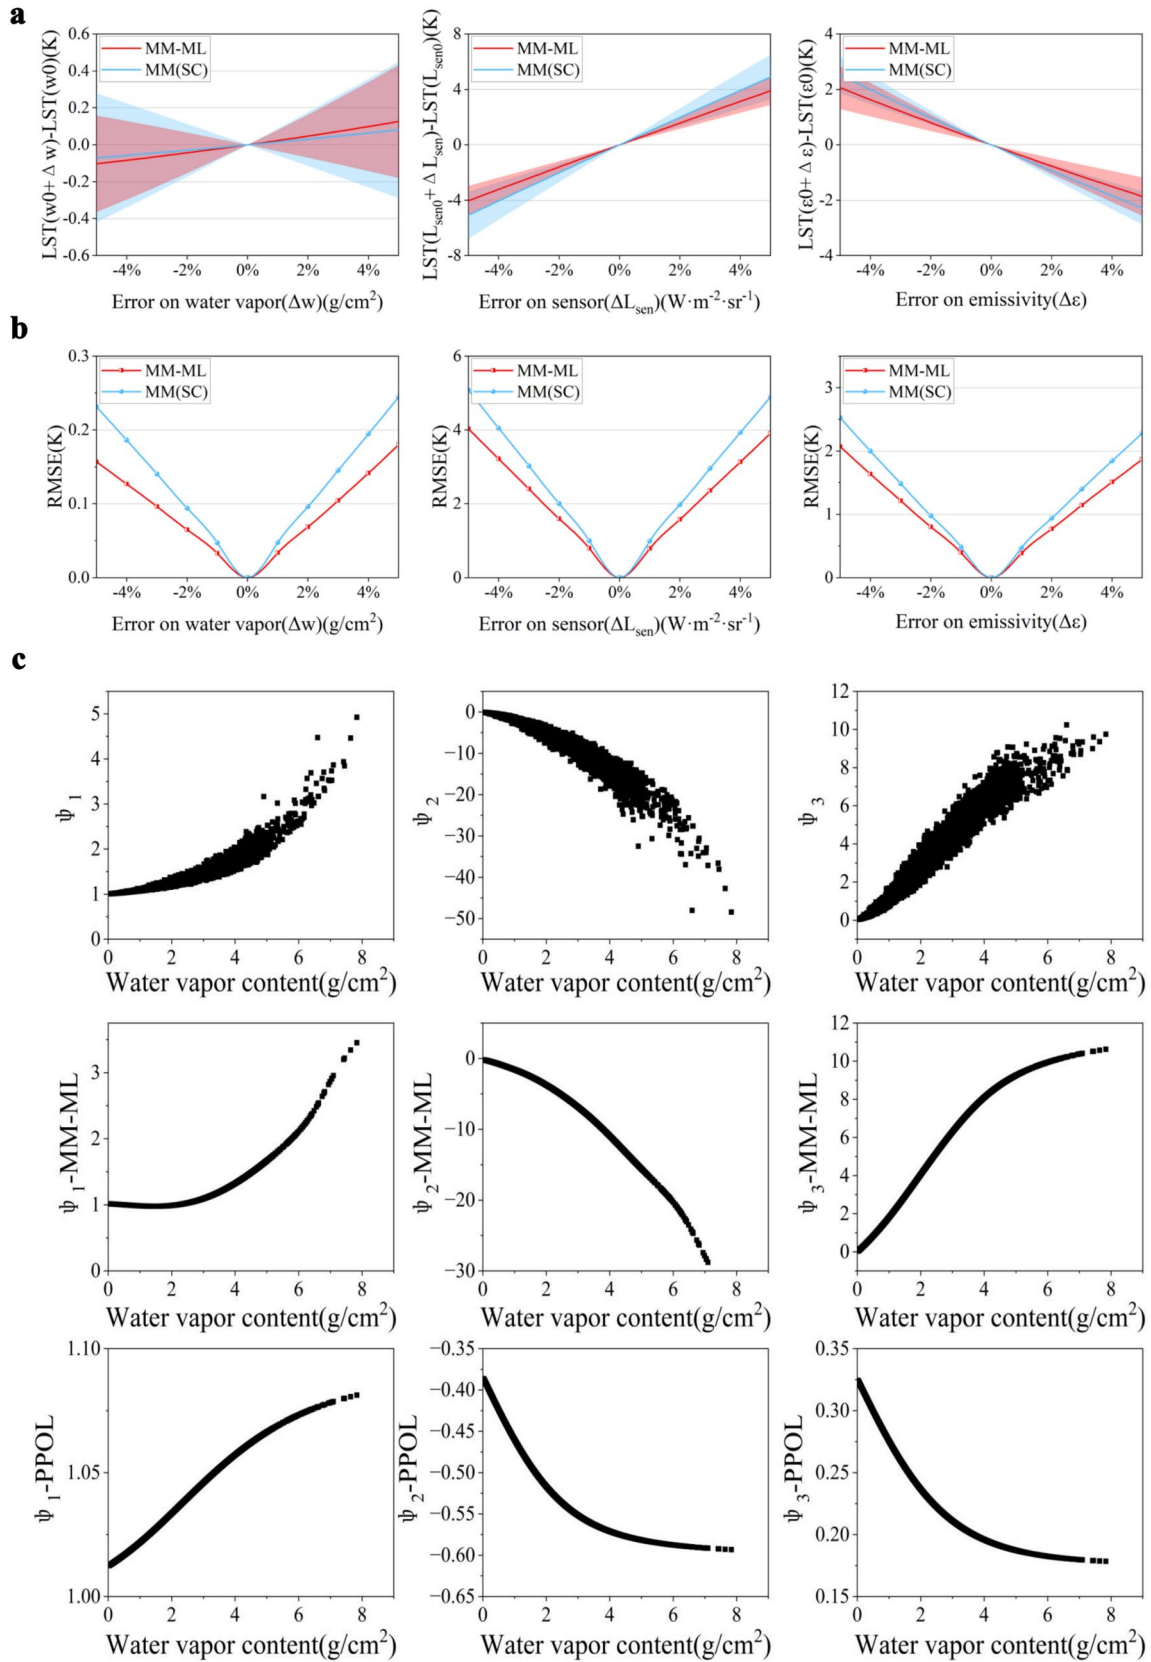 a
LST(w0+Δw)-LST(w0)(K)
0.6
0.4
0.2
0.0
-0.2
-0.4
-0.6
MM-ML
MM(SC)
-4% -2% 0% 2% 4%
Error on water vapor(Δw)(g/cm²)
LST(Lsen0+ΔLsen)-LST(Lsen0)(K)
8
4
0
-4
-8
MM-ML
MM(SC)
-4% -2% 0% 2% 4%
Error on sensor(ΔLsen)(W·m⁻²·sr⁻¹)
LST(ε0+Δε)-LST(ε0)(K)
4
2
0
-2
-4
MM-ML
MM(SC)
-4% -2% 0% 2% 4%
Error on emissivity(Δε)
b
RMSE(K)
0.3
0.2
0.1
0.0
MM-ML
MM(SC)
-4% -2% 0% 2% 4%
Error on water vapor(Δw)(g/cm²)
RMSE(K)
6
4
2
0
MM-ML
MM(SC)
-4% -2% 0% 2% 4%
Error on sensor(ΔLsen)(W·m⁻²·sr⁻¹)
RMSE(K)
3
2
1
0
MM-ML
MM(SC)
-4% -2% 0% 2% 4%
Error on emissivity(Δε)
c
ψ1
5
4
3
2
1
0
0 2 4 6 8
Water vapor content(g/cm²)
ψ2
0
−10
−20
−30
−40
−50
0 2 4 6 8
Water vapor content(g/cm²)
ψ3
12
10
8
6
4
2
0
0 2 4 6 8
Water vapor content(g/cm²)
ψ1-MM-ML
3
2
1
0
0 2 4 6 8
Water vapor content(g/cm²)
ψ2-MM-ML
0
−10
−20
−30
0 2 4 6 8
Water vapor content(g/cm²)
ψ3-MM-ML
12
10
8
6
4
2
0
0 2 4 6 8
Water vapor content(g/cm²)
ψ1-PPOL
1.10
1.05
1.00
0 2 4 6 8
Water vapor content(g/cm²)
ψ2-PPOL
−0.35
−0.40
−0.45
−0.50
−0.55
−0.60
−0.65
0 2 4 6 8
Water vapor content(g/cm²)
ψ3-PPOL
0.35
0.30
0.25
0.20
0.15
0 2 4 6 8
Water vapor content(g/cm²)